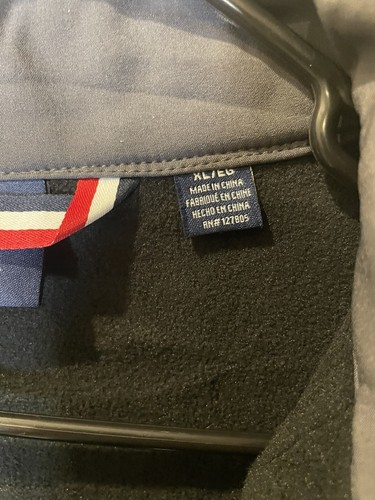 XL/EG
MADE IN CHINA
FABRIQUÉ EN CHINE
HECHO EN CHINA
RN# 127805